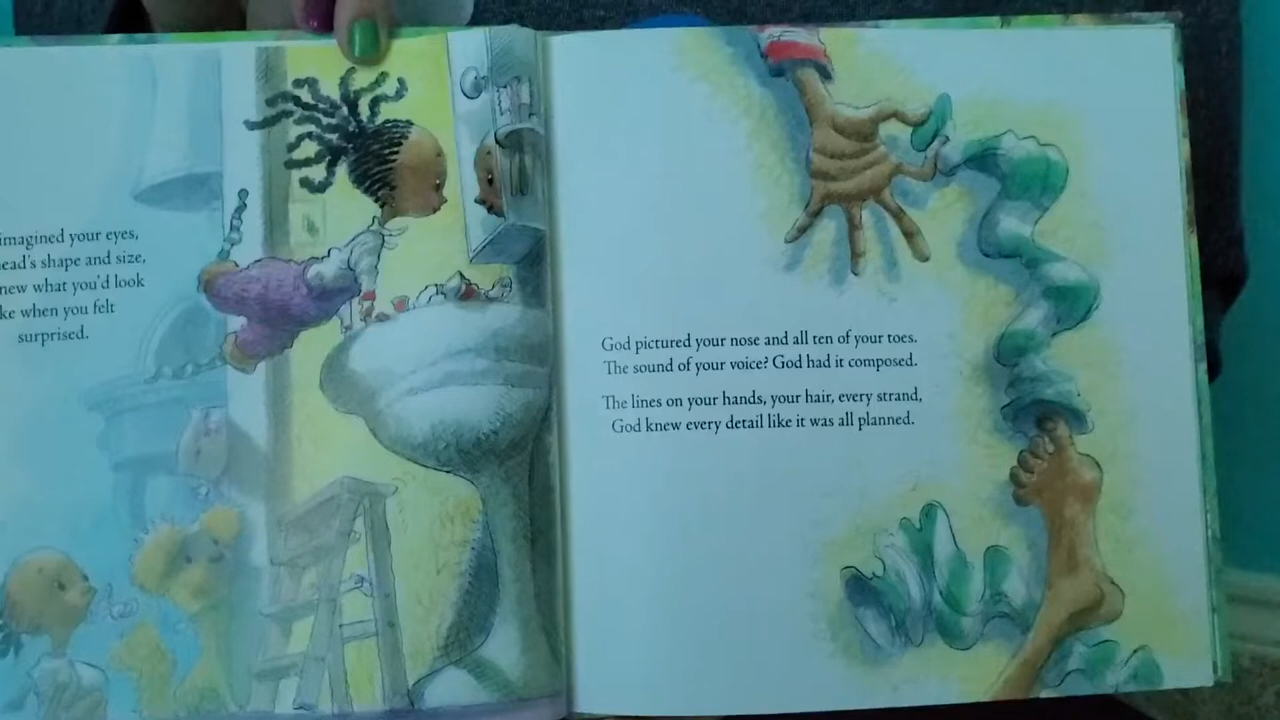 imagined your eyes,
ead's shape and size,
new what you'd look
ke when you felt
surprised.
God pictured your nose and all ten of your toes.
The sound of your voice? God had it composed.
The lines on your hands, your hair, every strand,
God knew every detail like it was all planned.